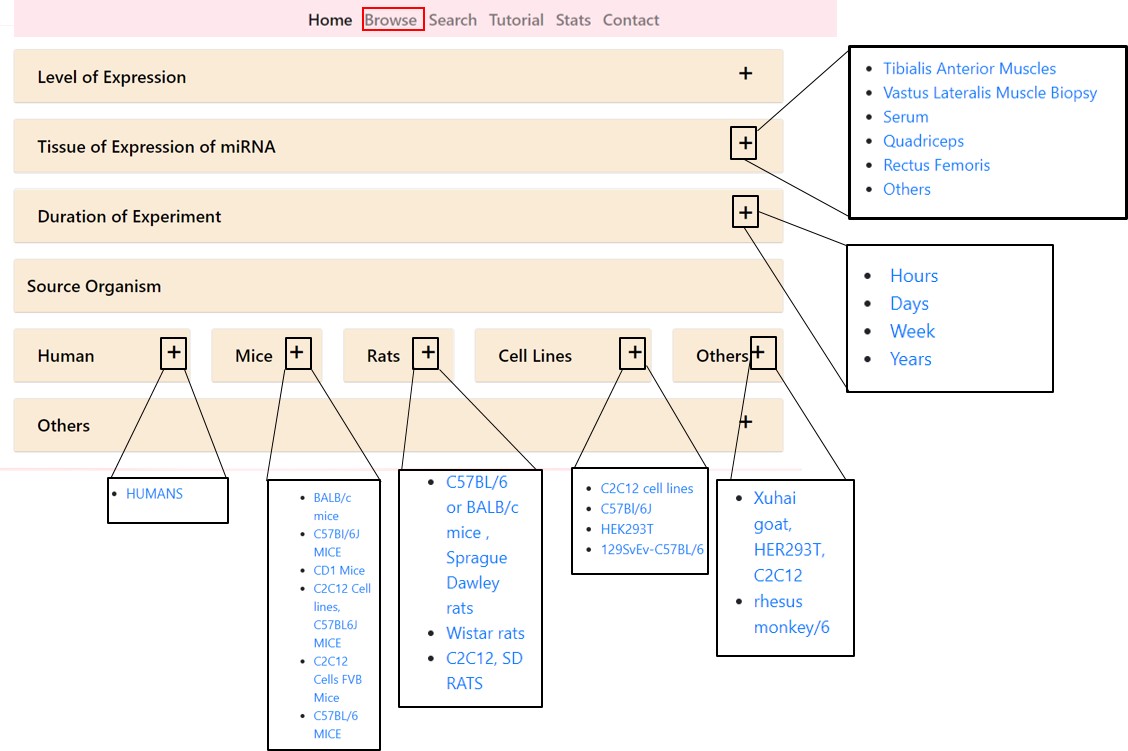 Home Browse Search Tutorial Stats Contact
Level of Expression +
Tissue of Expression of miRNA +
Duration of Experiment +
Source Organism
Human + Mice + Rats + Cell Lines + Others +
Others +
Tibialis Anterior Muscles
Vastus Lateralis Muscle Biopsy
Serum
Quadriceps
Rectus Femoris
Others
Hours
Days
Week
Years
HUMANS
BALB/c
mice
C57Bl/6J
MICE
CD1 Mice
C2C12 Cell
lines,
C57BL6J
MICE
C2C12
Cells FVB
Mice
C57BL/6
MICE
C57BL/6
or BALB/c
mice ,
Sprague
Dawley
rats
Wistar rats
C2C12, SD
RATS
C2C12 cell lines
C57Bl/6J
HEK293T
129SvEv-C57BL/6
Xuhai
goat,
HER293T,
C2C12
rhesus
monkey/6